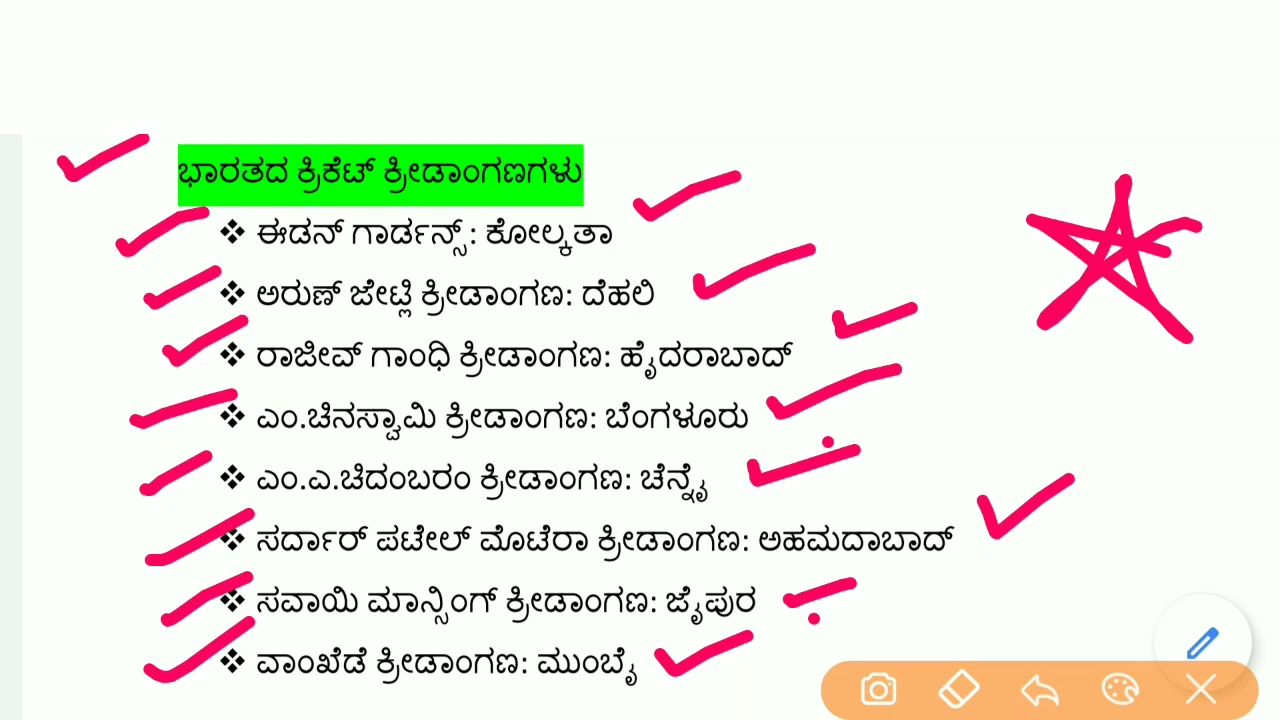 ಭಾರತದ ಕ್ರಿಕೆಟ್ ಕ್ರೀಡಾಂಗಣಗಳು
❖ ಈಡನ್ ಗಾರ್ಡನ್ಸ್: ಕೋಲ್ಕತಾ
❖ ಅರುಣ್ ಜೇಟ್ಲಿ ಕ್ರೀಡಾಂಗಣ: ದೆಹಲಿ
❖ ರಾಜೀವ್ ಗಾಂಧಿ ಕ್ರೀಡಾಂಗಣ: ಹೈದರಾಬಾದ್
❖ ಎಂ.ಚಿನಸ್ವಾಮಿ ಕ್ರೀಡಾಂಗಣ: ಬೆಂಗಳೂರು
❖ ಎಂ.ಎ.ಚಿದಂಬರಂ ಕ್ರೀಡಾಂಗಣ: ಚೆನ್ನೈ
❖ ಸರ್ದಾರ್ ಪಟೇಲ್ ಮೊಟೆರಾ ಕ್ರೀಡಾಂಗಣ: ಅಹಮದಾಬಾದ್
❖ ಸವಾಯಿ ಮಾನ್ಸಿಂಗ್ ಕ್ರೀಡಾಂಗಣ: ಜೈಪುರ
❖ ವಾಂಖೆಡೆ ಕ್ರೀಡಾಂಗಣ: ಮುಂಬೈ